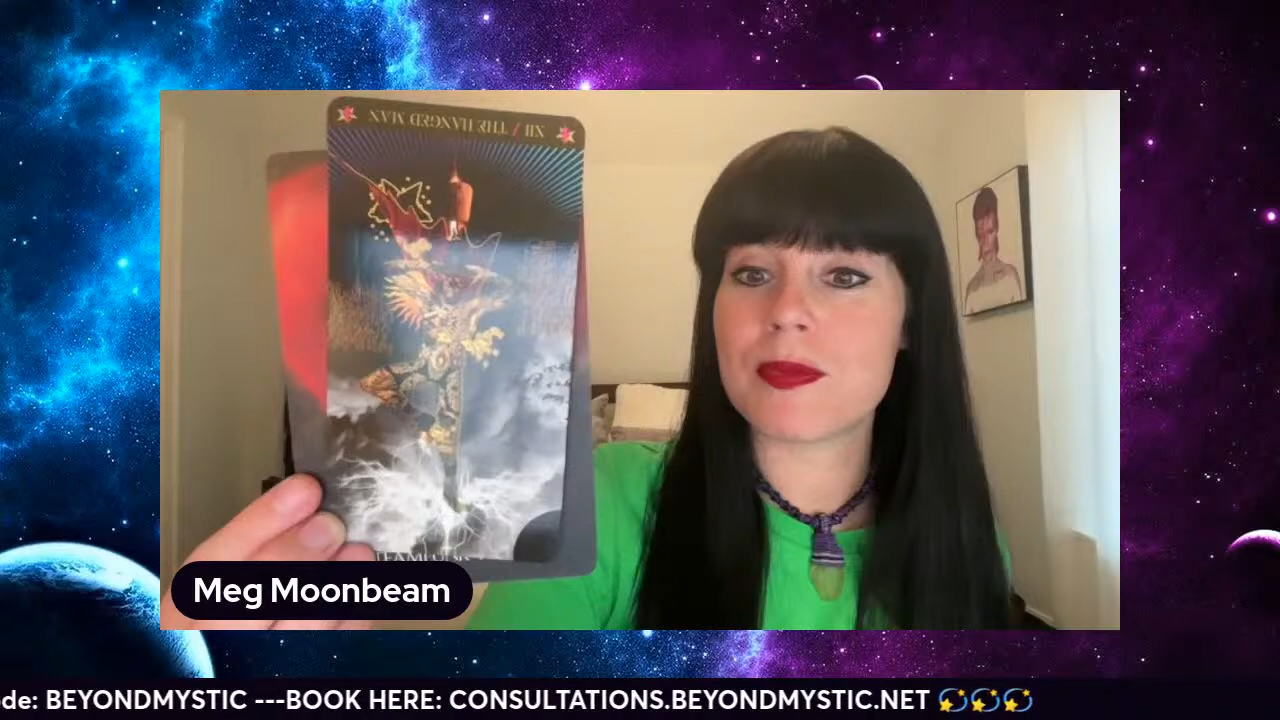 XII / THE HANGED MAN
Meg Moonbeam
de: BEYONDMYSTIC ---BOOK HERE: CONSULTATIONS.BEYONDMYSTIC.NET 💫💫💫